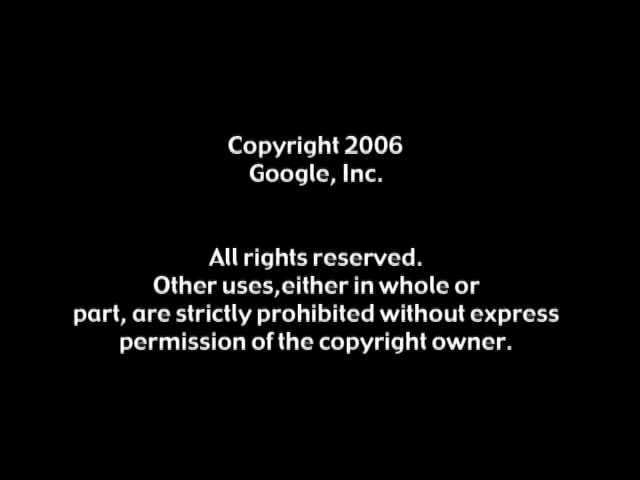 Copyright 2006
Google, Inc.
All rights reserved.
Other uses,either in whole or
part, are strictly prohibited without express
permission of the copyright owner.